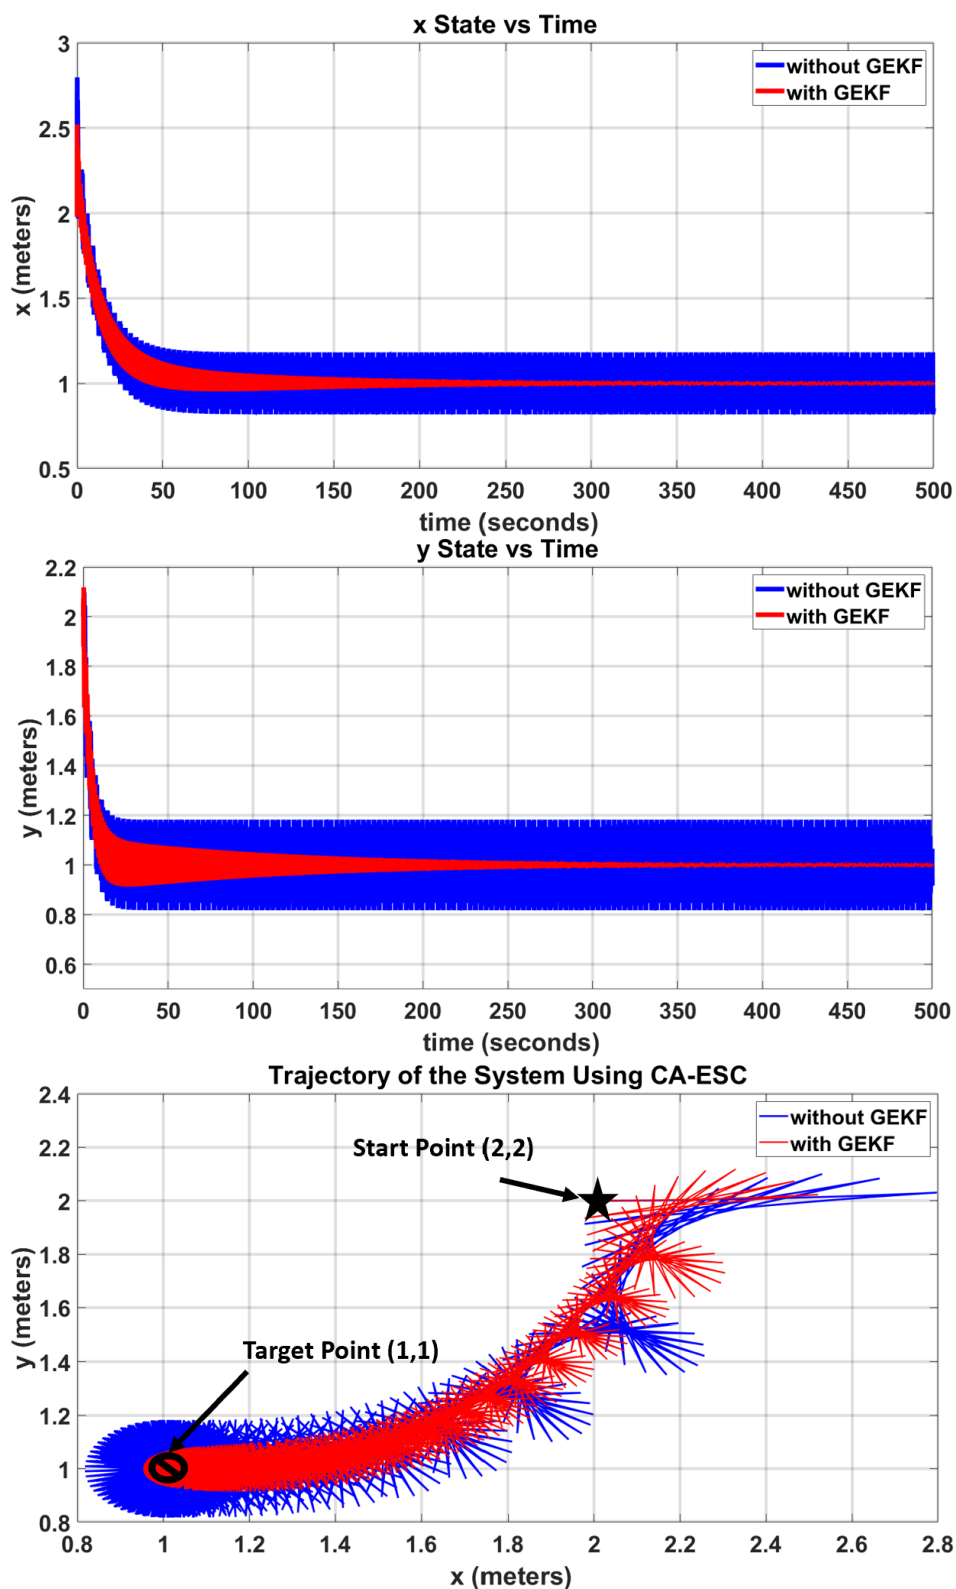 x State vs Time
without GEKF
with GEKF
3
2.5
2
1.5
1
0.5
x (meters)
0 50 100 150 200 250 300 350 400 450 500
time (seconds)
y State vs Time
without GEKF
with GEKF
2.2
2
1.8
1.6
1.4
1.2
1
0.8
0.6
y (meters)
0 50 100 150 200 250 300 350 400 450 500
time (seconds)
Trajectory of the System Using CA-ESC
without GEKF
with GEKF
Start Point (2,2)
Target Point (1,1)
2.4
2.2
2
1.8
1.6
1.4
1.2
1
0.8
y (meters)
0.8 1 1.2 1.4 1.6 1.8 2 2.2 2.4 2.6 2.8
x (meters)